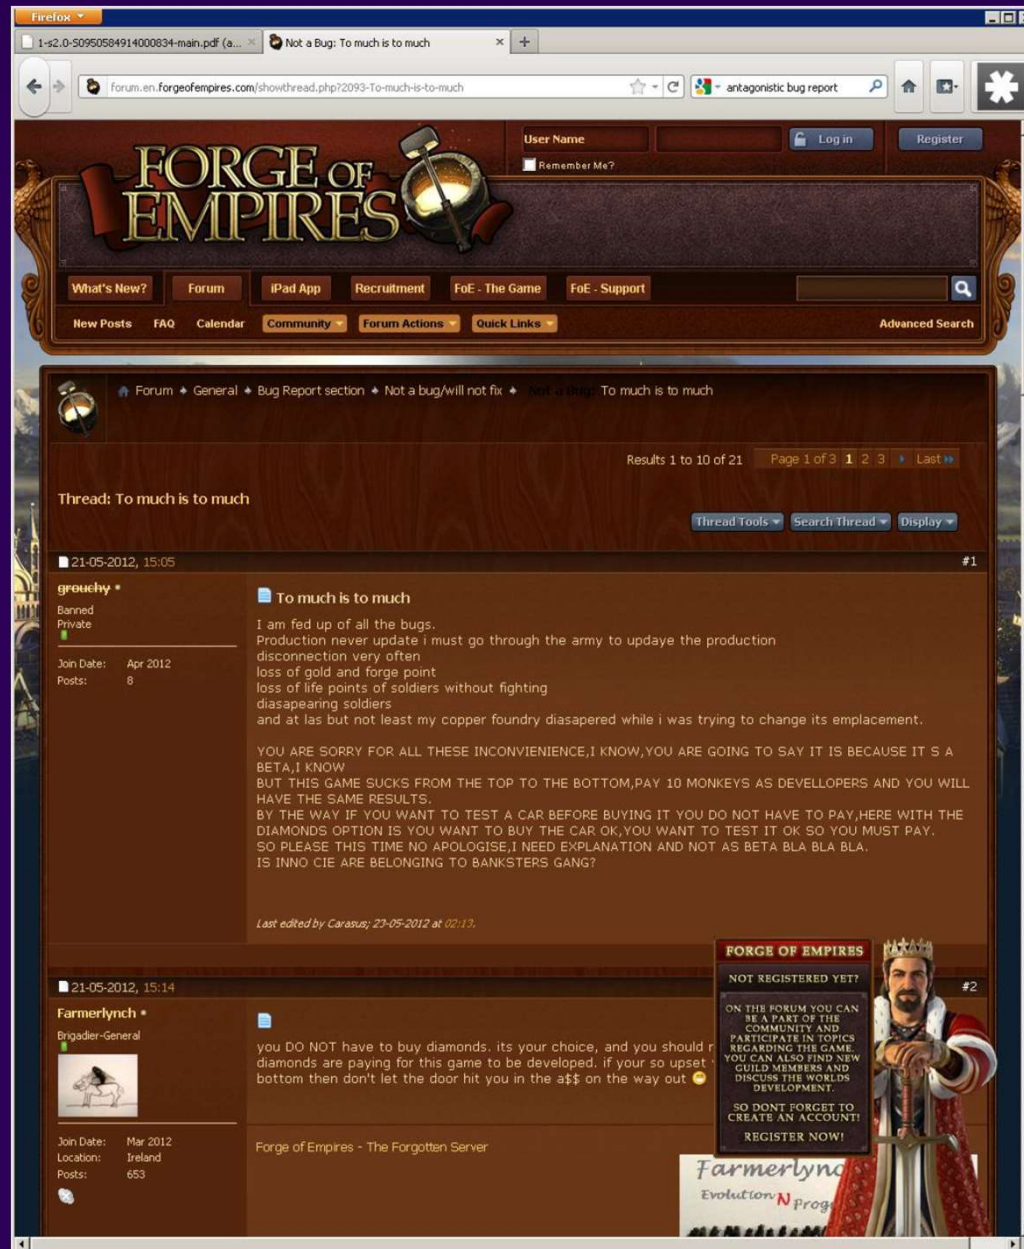 Firefox
1-s2.0-S0950584914000834-main.pdf (a...
Not a Bug: To much is to much
forum.en.forgeofempires.com/showthread.php?2093-To-much-is-to-much
antagonistic bug report
FORGE OF EMPIRES
User Name
Log in
Register
Remember Me?
What's New?
Forum
iPad App
Recruitment
FoE - The Game
FoE - Support
New Posts
FAQ
Calendar
Community
Forum Actions
Quick Links
Advanced Search
Forum
General
Bug Report section
Not a bug/will not fix
Not a Bug: To much is to much
Results 1 to 10 of 21
Page 1 of 3 1 2 3 Last
Thread: To much is to much
Thread Tools
Search Thread
Display
21-05-2012, 15:05
#1
grouchy
Banned
Private
Join Date: Apr 2012
Posts: 8
To much is to much
I am fed up of all the bugs.
Production never update i must go through the army to updaye the production
disconnection very often
loss of gold and forge point
loss of life points of soldiers without fighting
diasapearing soldiers
and at las but not least my copper foundry diasapered while i was trying to change its emplacement.
YOU ARE SORRY FOR ALL THESE INCONVIENIENCE,I KNOW,YOU ARE GOING TO SAY IT IS BECAUSE IT S A
BETA,I KNOW
BUT THIS GAME SUCKS FROM THE TOP TO THE BOTTOM,PAY 10 MONKEYS AS DEVELLOPERS AND YOU WILL
HAVE THE SAME RESULTS.
BY THE WAY IF YOU WANT TO TEST A CAR BEFORE BUYING IT YOU DO NOT HAVE TO PAY,HERE WITH THE
DIAMONDS OPTION IS YOU WANT TO BUY THE CAR OK,YOU WANT TO TEST IT OK SO YOU MUST PAY.
SO PLEASE THIS TIME NO APOLOGISE,I NEED EXPLANATION AND NOT AS BETA BLA BLA BLA.
IS INNO CIE ARE BELONGING TO BANKSTERS GANG?
Last edited by Carasus; 23-05-2012 at 02:13.
21-05-2012, 15:14
#2
Farmerlynch
Brigadier-General
Join Date: Mar 2012
Location: Ireland
Posts: 653
you DO NOT have to buy diamonds. its your choice, and you should
diamonds are paying for this game to be developed. if your so upset
bottom then don't let the door hit you in the a$$ on the way out
Forge of Empires - The Forgotten Server
FORGE OF EMPIRES
NOT REGISTERED YET?
ON THE FORUM YOU CAN
BE A PART OF THE
COMMUNITY AND
PARTICIPATE IN TOPICS
REGARDING THE GAME.
YOU CAN ALSO FIND NEW
GUILD MEMBERS AND
DISCUSS THE WORLDS
DEVELOPMENT.
SO DONT FORGET TO
CREATE AN ACCOUNT!
REGISTER NOW!
Farmerlync
Evolution N Proge